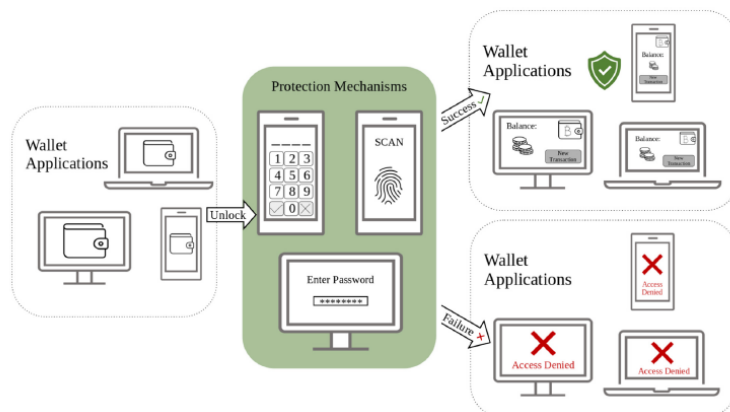 Wallet
Applications
Unlock
Protection Mechanisms
_ _ _ _
1 2 3
4 5 6
7 8 9
0
SCAN
Enter Password
********
Success ✓
Failure ✗
Wallet
Applications
Balance:
New
Transaction
Balance:
New
Transaction
Balance:
New
Transaction
Wallet
Applications
Access
Denied
Access Denied
Access Denied